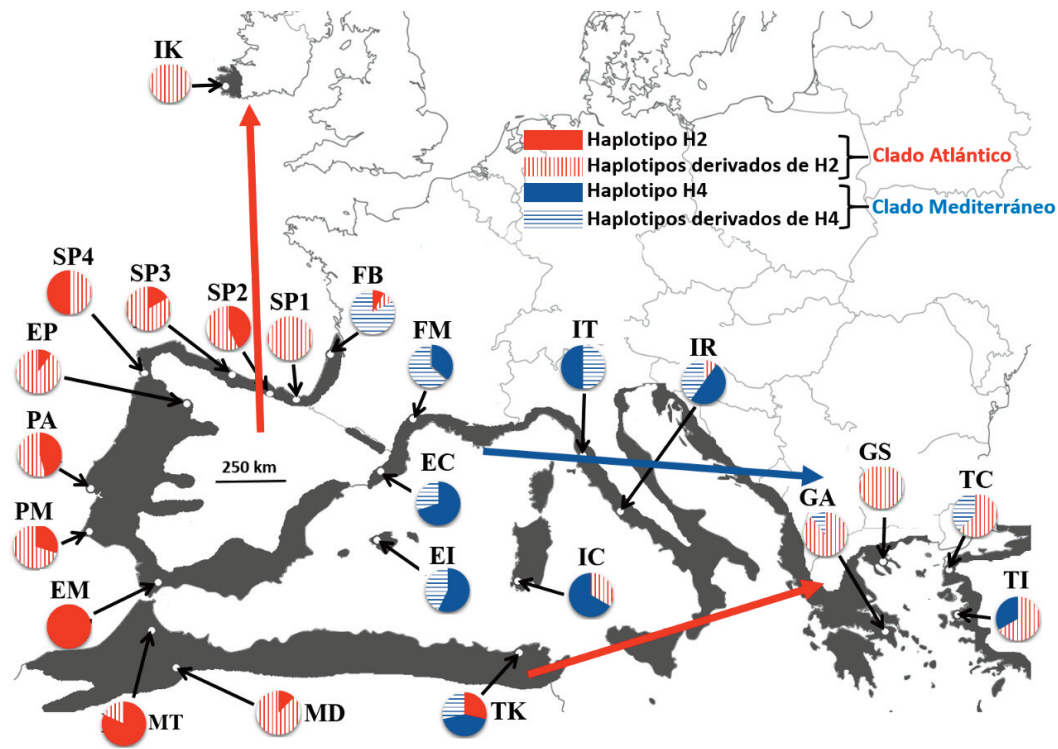 IK
Haplotipo H2
Haplotipos derivados de H2
Clado Atlántico
Haplotipo H4
Haplotipos derivados de H4
Clado Mediterráneo
SP4
SP3
SP2
SP1
FB
EP
FM
IT
IR
PA
250 km
EC
GS
TC
GA
PM
EI
IC
TI
EM
MT
MD
TK